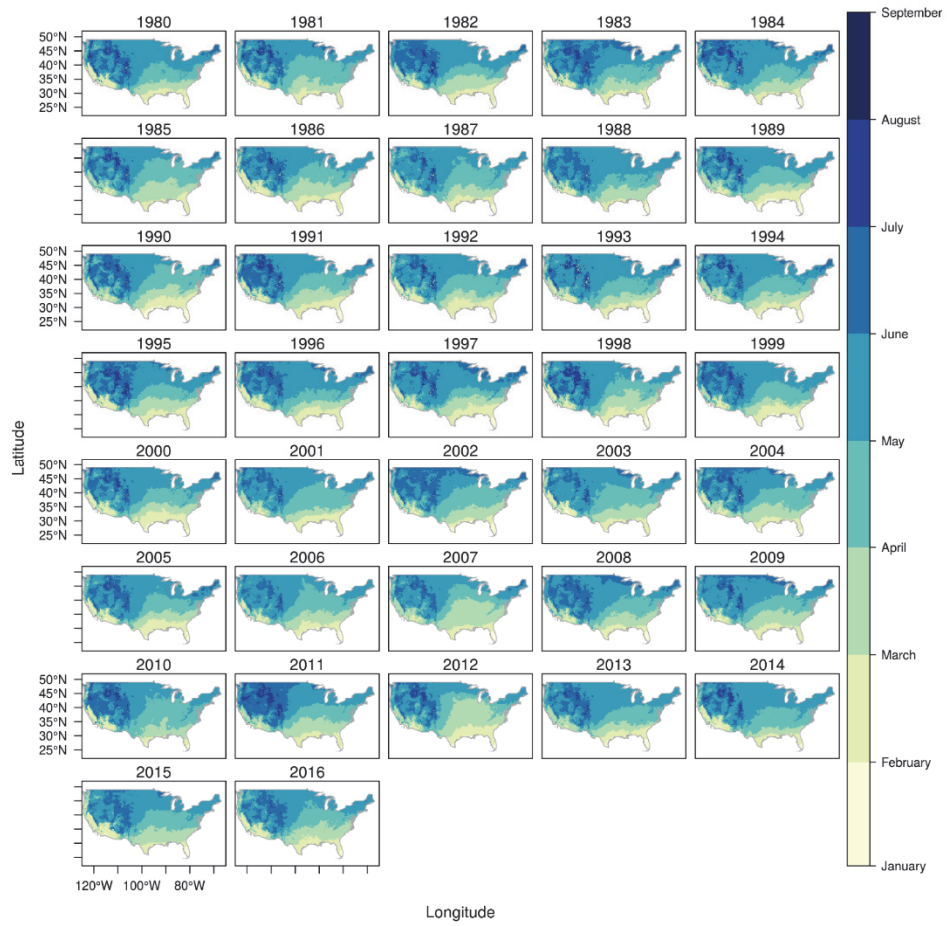 1980 1981 1982 1983 1984
50°N
45°N
40°N
35°N
30°N
25°N
1985 1986 1987 1988 1989
1990 1991 1992 1993 1994
50°N
45°N
40°N
35°N
30°N
25°N
1995 1996 1997 1998 1999
2000 2001 2002 2003 2004
50°N
45°N
40°N
35°N
30°N
25°N
2005 2006 2007 2008 2009
2010 2011 2012 2013 2014
50°N
45°N
40°N
35°N
30°N
25°N
2015 2016
120°W 100°W 80°W
Latitude
Longitude
September
August
July
June
May
April
March
February
January